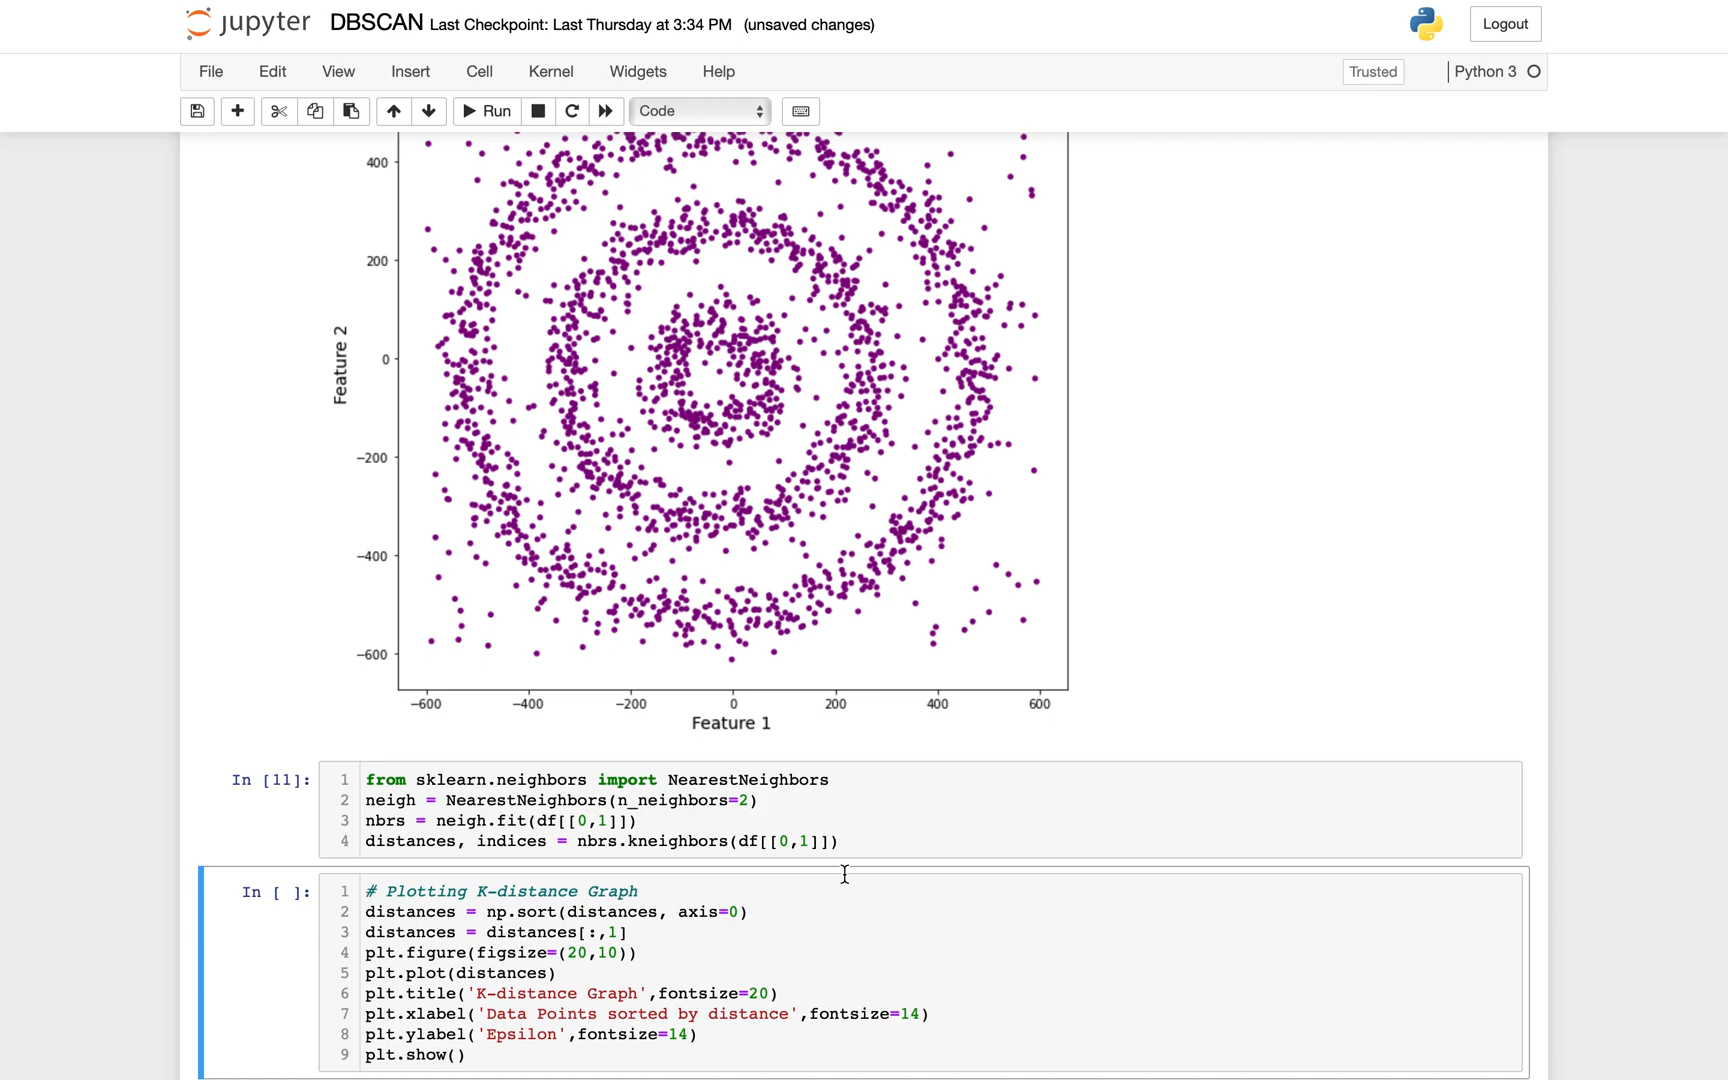 jupyter DBSCAN Last Checkpoint: Last Thursday at 3:34 PM (unsaved changes) Logout
File Edit View Insert Cell Kernel Widgets Help Trusted Python 3
Run Code
400
200
0
−200
−400
−600
Feature 2
−600 −400 −200 0 200 400 600
Feature 1
In [11]:
1 from sklearn.neighbors import NearestNeighbors
2 neigh = NearestNeighbors(n_neighbors=2)
3 nbrs = neigh.fit(df[[0,1]])
4 distances, indices = nbrs.kneighbors(df[[0,1]])
In [ ]:
1 # Plotting K-distance Graph
2 distances = np.sort(distances, axis=0)
3 distances = distances[:,1]
4 plt.figure(figsize=(20,10))
5 plt.plot(distances)
6 plt.title('K-distance Graph',fontsize=20)
7 plt.xlabel('Data Points sorted by distance',fontsize=14)
8 plt.ylabel('Epsilon',fontsize=14)
9 plt.show()